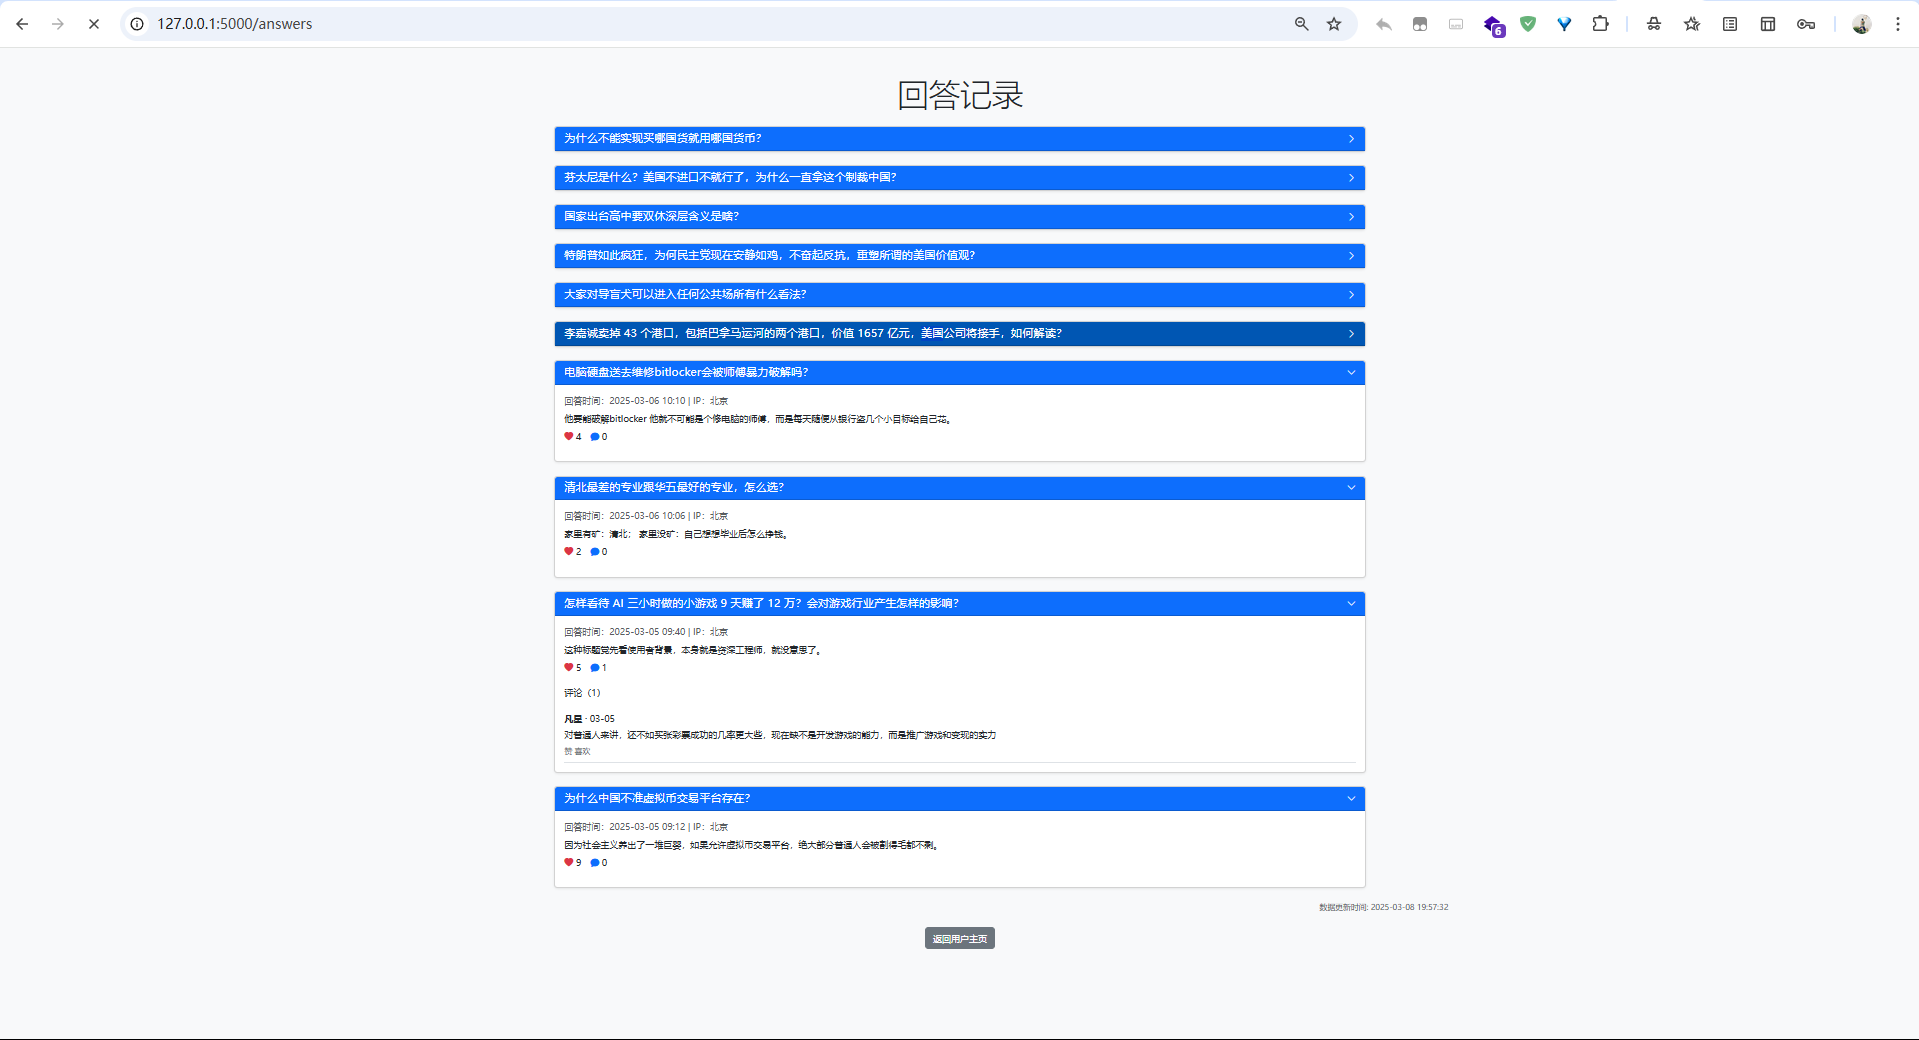 127.0.0.1:5000/answers
6
回答记录
为什么不能实现买哪国货就用哪国货币？
芬太尼是什么？美国不进口不就行了，为什么一直拿这个制裁中国？
国家出台高中要双休深层含义是啥？
特朗普如此疯狂，为何民主党现在安静如鸡，不奋起反抗，重塑所谓的美国价值观？
大家对导盲犬可以进入任何公共场所有什么看法？
李嘉诚卖掉 43 个港口，包括巴拿马运河的两个港口，价值 1657 亿元，美国公司将接手，如何解读？
电脑硬盘送去维修bitlocker会被师傅暴力破解吗？
回答时间：2025-03-06 10:10 | IP：北京
他要能破解bitlocker 他就不可能是个修电脑的师傅，而是每天随便从银行盗几个小目标给自己花。
4 0
清北最差的专业跟华五最好的专业，怎么选？
回答时间：2025-03-06 10:06 | IP：北京
家里有矿：清北； 家里没矿：自己想想毕业后怎么挣钱。
2 0
怎样看待 AI 三小时做的小游戏 9 天赚了 12 万？会对游戏行业产生怎样的影响？
回答时间：2025-03-05 09:40 | IP：北京
这种标题党先看使用者背景，本身就是资深工程师，就没意思了。
5 1
评论（1）
凡星 · 03-05
对普通人来讲，还不如买张彩票成功的几率更大些，现在缺不是开发游戏的能力，而是推广游戏和变现的实力
赞 喜欢
为什么中国不准虚拟币交易平台存在？
回答时间：2025-03-05 09:12 | IP：北京
因为社会主义养出了一堆巨婴，如果允许虚拟币交易平台，绝大部分普通人会被割得毛都不剩。
9 0
数据更新时间: 2025-03-08 19:57:32
返回用户主页